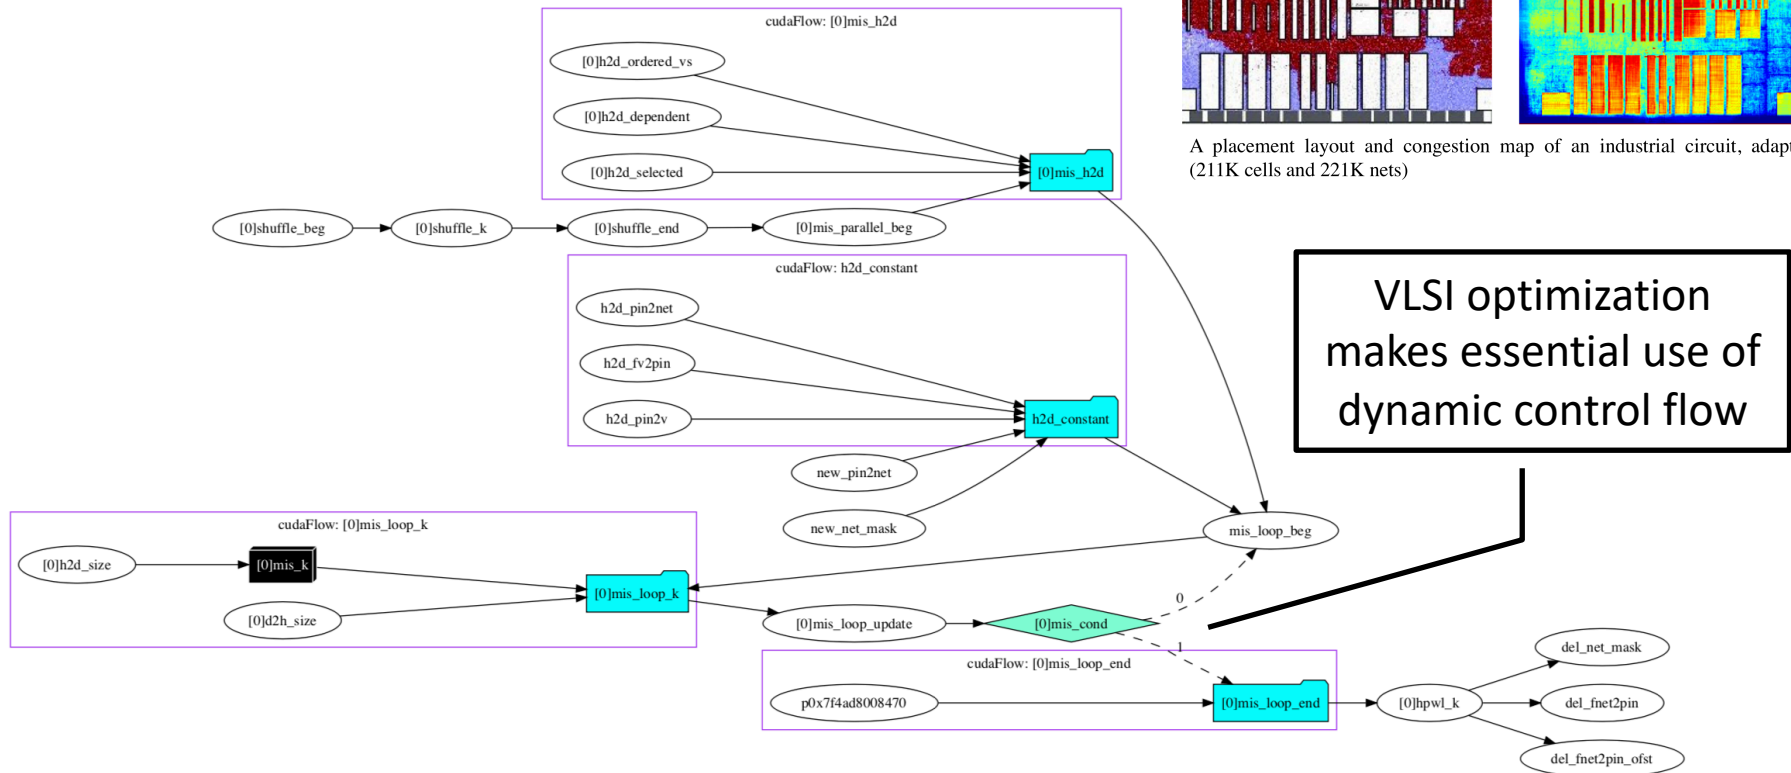 cudaFlow: [0]mis_h2d
[0]h2d_ordered_vs
[0]h2d_dependent
[0]h2d_selected
[0]mis_h2d
A placement layout and congestion map of an industrial circuit, adapt
(211K cells and 221K nets)
[0]shuffle_beg
[0]shuffle_k
[0]shuffle_end
[0]mis_parallel_beg
cudaFlow: h2d_constant
h2d_pin2net
h2d_fv2pin
h2d_pin2v
h2d_constant
new_pin2net
new_net_mask
VLSI optimization
makes essential use of
dynamic control flow
cudaFlow: [0]mis_loop_k
[0]h2d_size
[0]mis_k
[0]d2h_size
[0]mis_loop_k
mis_loop_beg
[0]mis_loop_update
[0]mis_cond
0
1
cudaFlow: [0]mis_loop_end
p0x7f4ad8008470
[0]mis_loop_end
[0]hpwl_k
del_net_mask
del_fnet2pin
del_fnet2pin_ofst